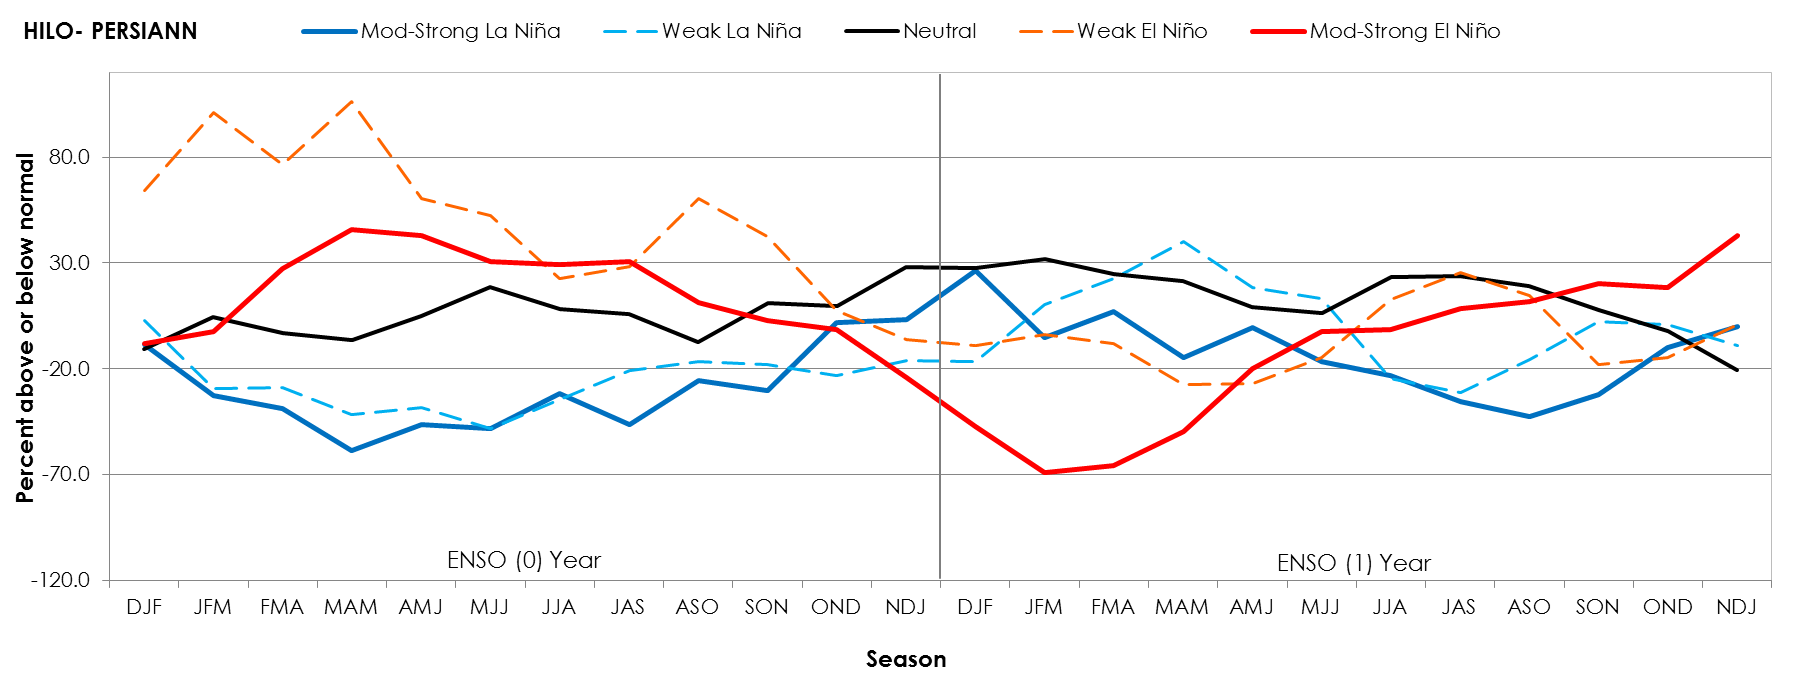 HILO- PERSIANN
Mod-Strong La Niña
Weak La Niña
Neutral
Weak El Niño
Mod-Strong El Niño
Percent above or below normal
80.0
30.0
-20.0
-70.0
-120.0
ENSO (0) Year
ENSO (1) Year
DJF JFM FMA MAM AMJ MJJ JJA JAS ASO SON OND NDJ DJF JFM FMA MAM AMJ MJJ JJA JAS ASO SON OND NDJ
Season